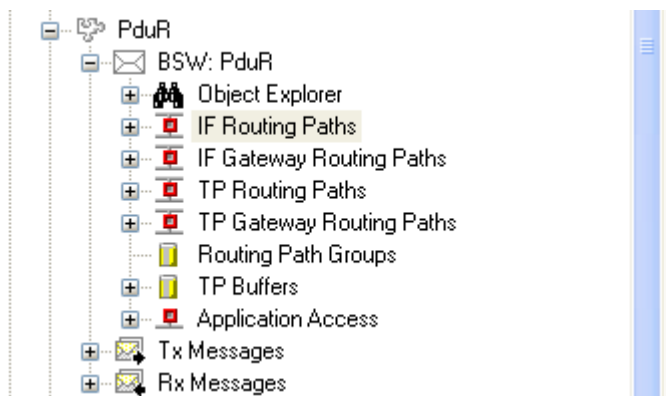 PduR
BSW: PduR
Object Explorer
IF Routing Paths
IF Gateway Routing Paths
TP Routing Paths
TP Gateway Routing Paths
Routing Path Groups
TP Buffers
Application Access
Tx Messages
Rx Messages